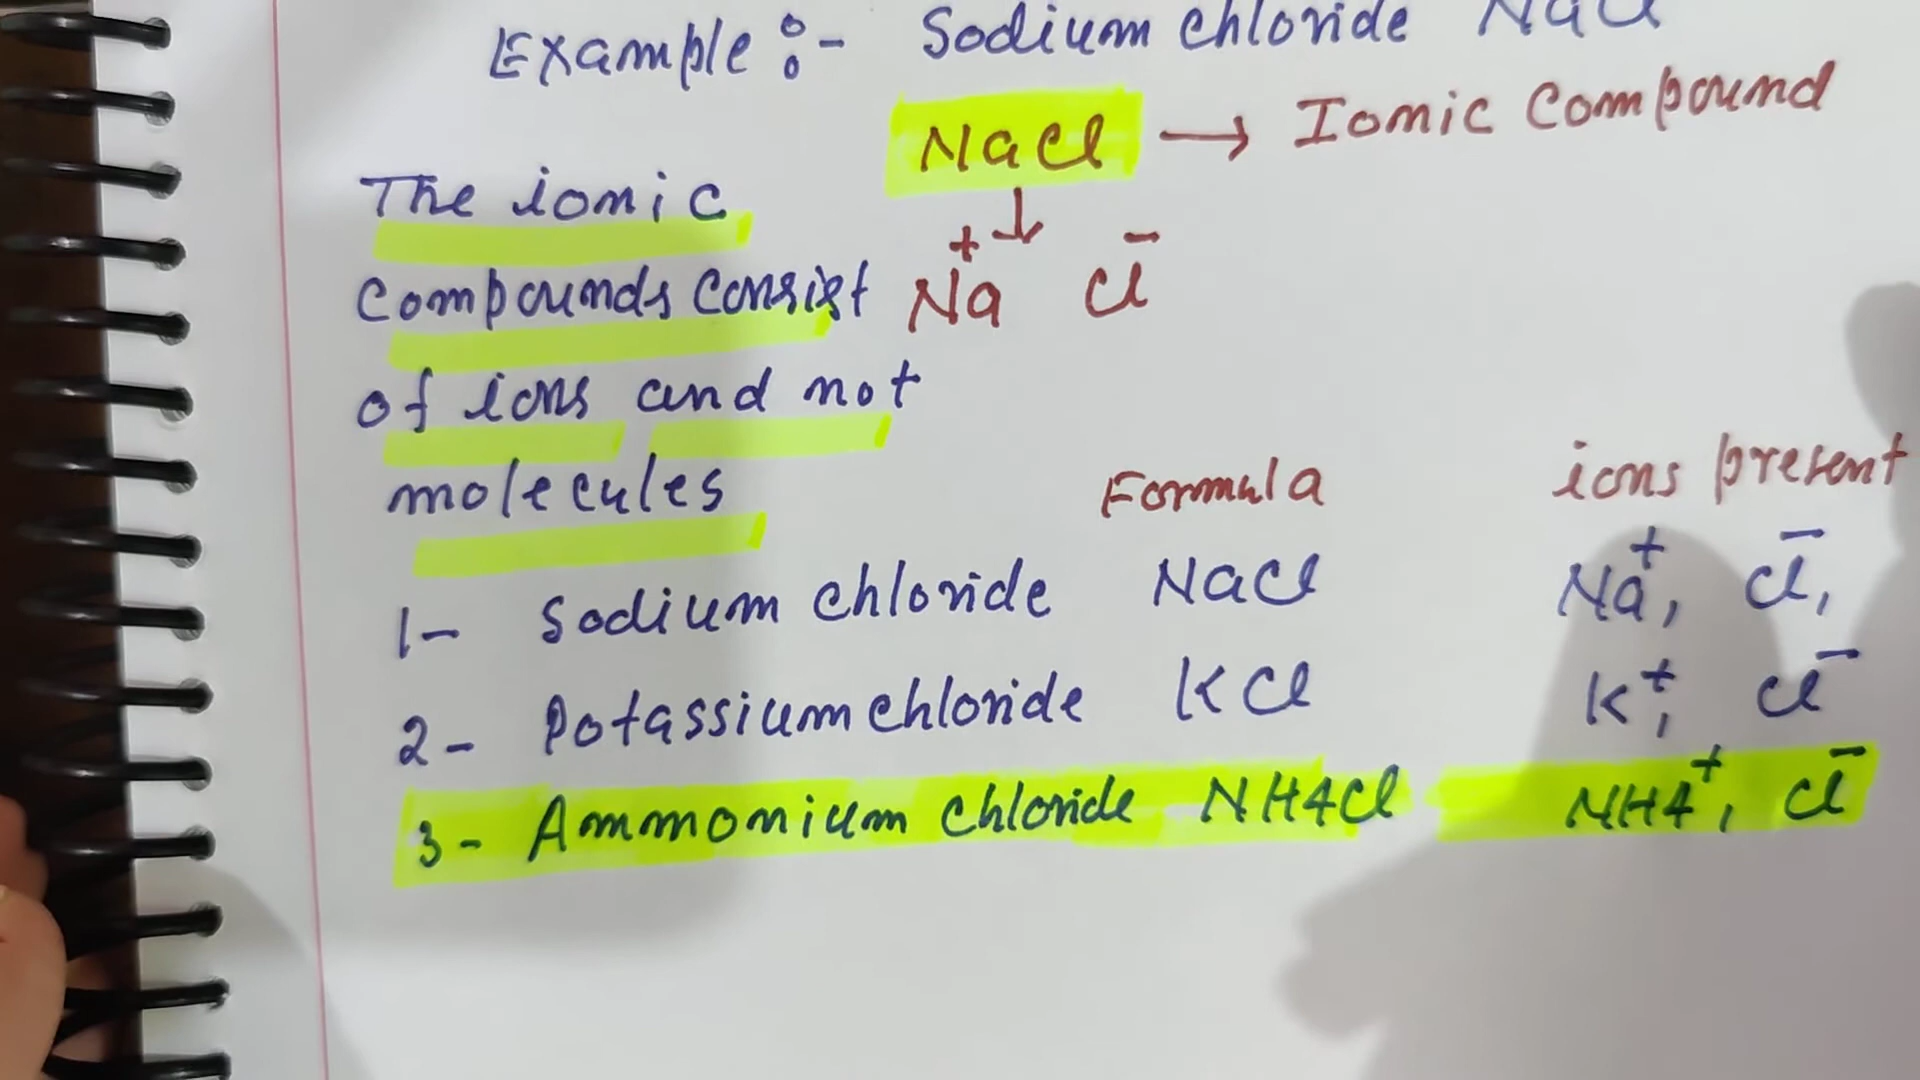 Example :- Sodium chloride NaCl
NaCl → Ionic Compound
The ionic
↓
Compounds consist Na⁺ Cl⁻
of ions and not
molecules
Formula ions present
1- Sodium chloride NaCl Na⁺, Cl⁻,
2- Potassium chloride KCl K⁺, Cl⁻
3- Ammonium chloride NH4Cl NH4⁺, Cl⁻